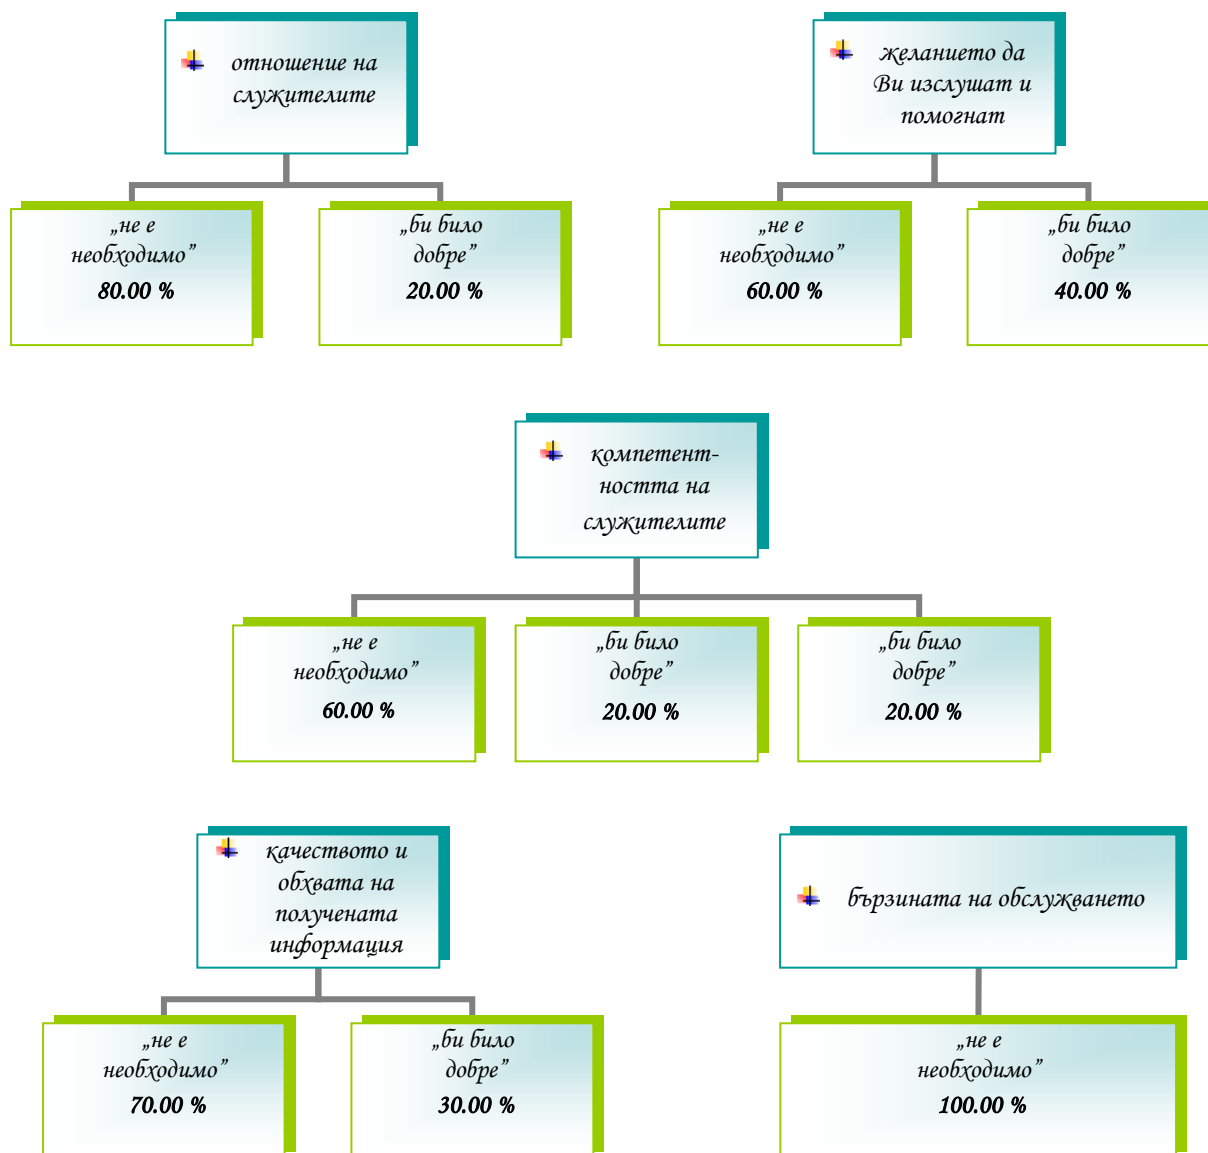 отношение на
служителите
„не е
необходимо”
80.00 %
„би било
добре”
20.00 %
желанието да
Ви изслушат и
помогнат
„не е
необходимо”
60.00 %
„би било
добре”
40.00 %
компетент-
ността на
служителите
„не е
необходимо”
60.00 %
„би било
добре”
20.00 %
„би било
добре”
20.00 %
качеството и
обхвата на
получената
информация
„не е
необходимо”
70.00 %
„би било
добре”
30.00 %
бързината на обслужването
„не е
необходимо”
100.00 %